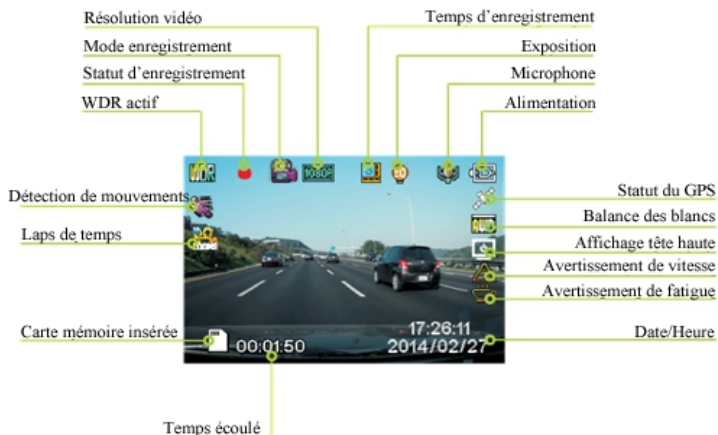 Résolution vidéo
Temps d'enregistrement
Mode enregistrement
Exposition
Statut d'enregistrement
Microphone
WDR actif
Alimentation
WDR
1080P
Détection de mouvements
Statut du GPS
Balance des blancs
Laps de temps
Affichage tête haute
Avertissement de vitesse
Avertissement de fatigue
Carte mémoire insérée
17:26:11
Date/Heure
00:01:50
2014/02/27
Temps écoulé